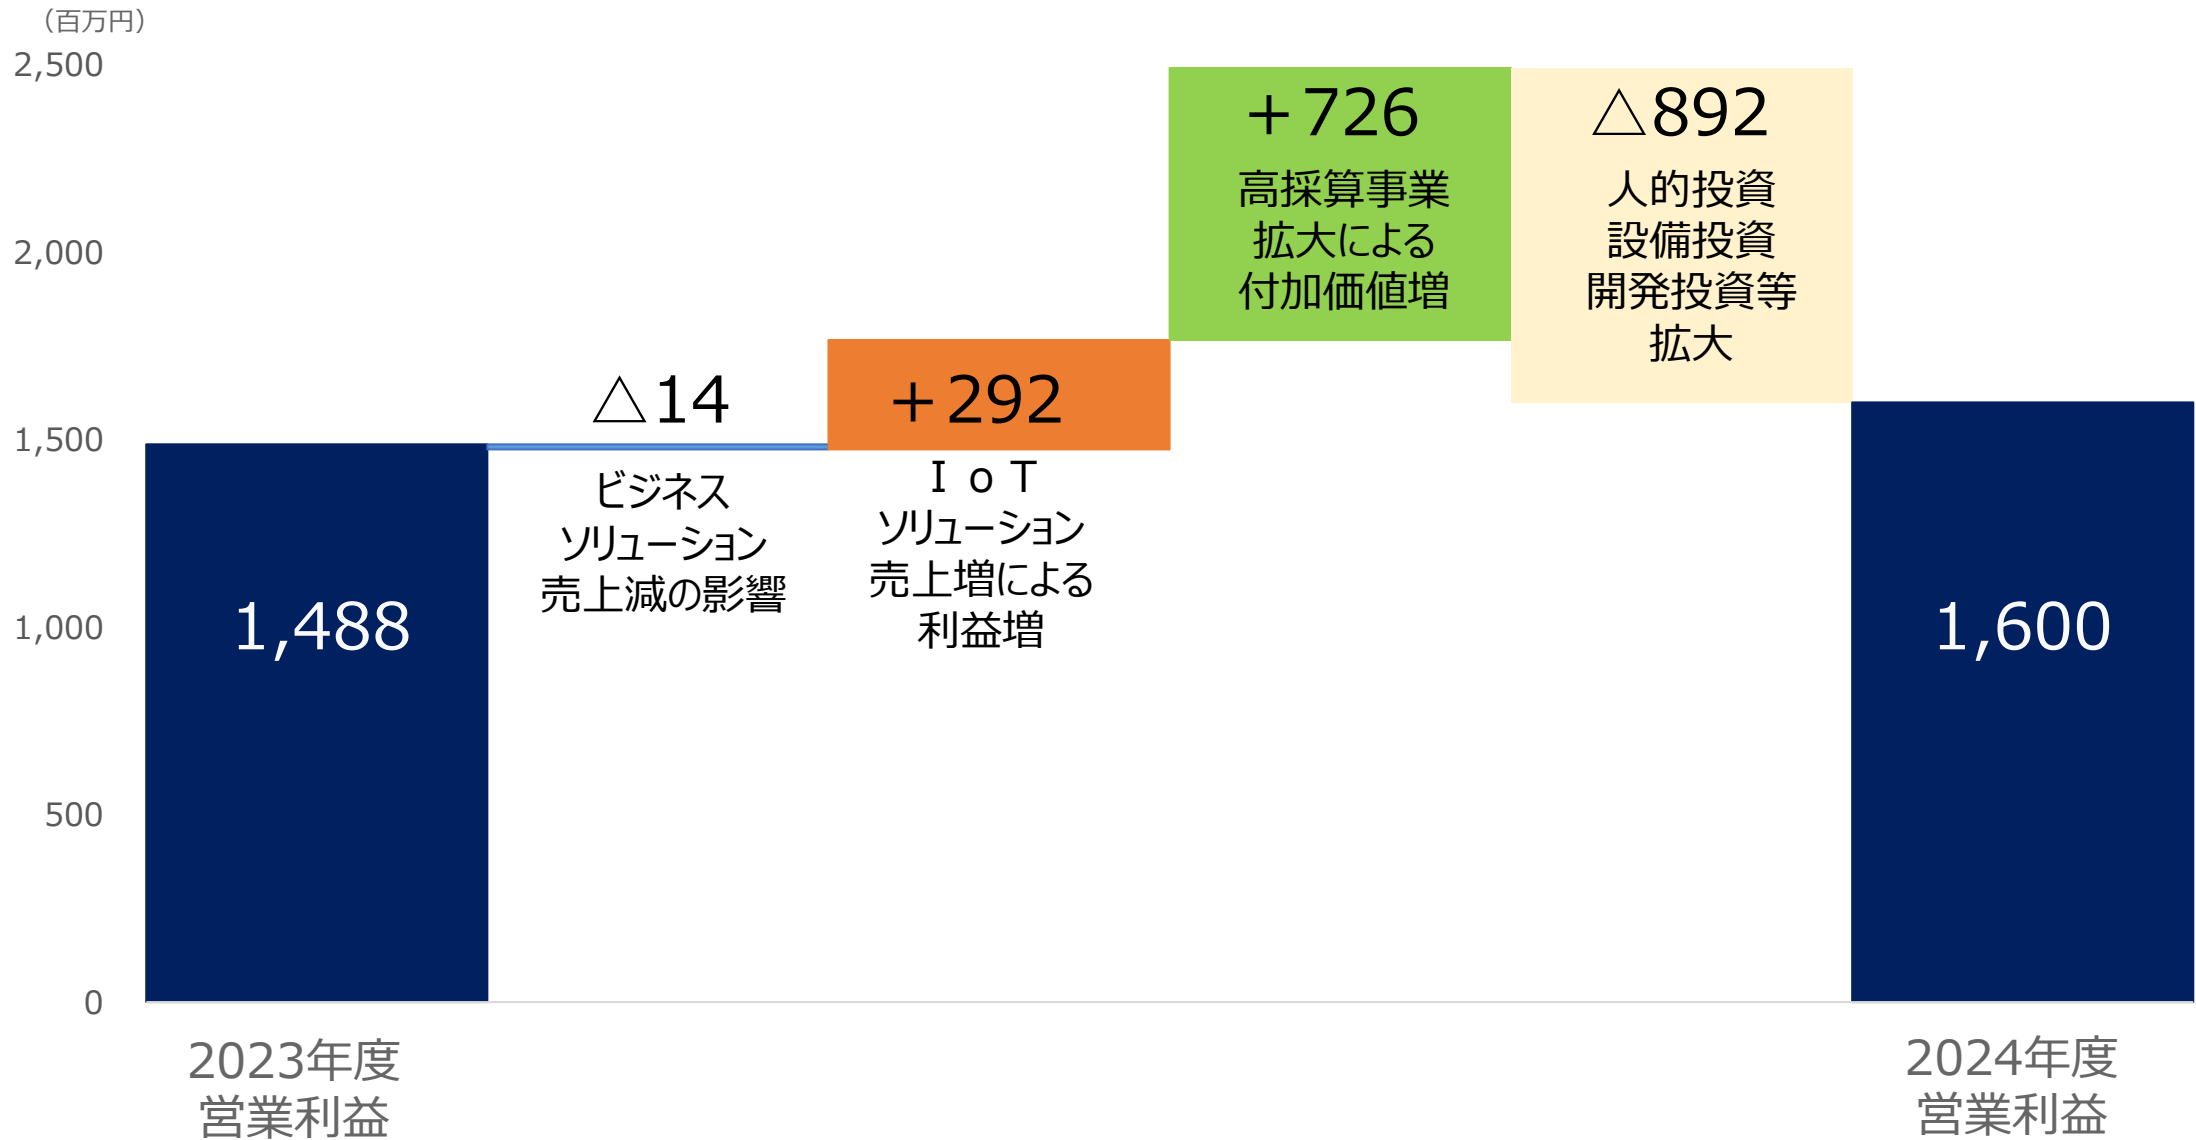 （百万円）
2,500
2,000
1,500
1,000
500
0
1,488
2023年度
営業利益
△14
ビジネス
ソリューション
売上減の影響
＋292
ＩｏＴ
ソリューション
売上増による
利益増
＋726
高採算事業
拡大による
付加価値増
△892
人的投資
設備投資
開発投資等
拡大
1,600
2024年度
営業利益